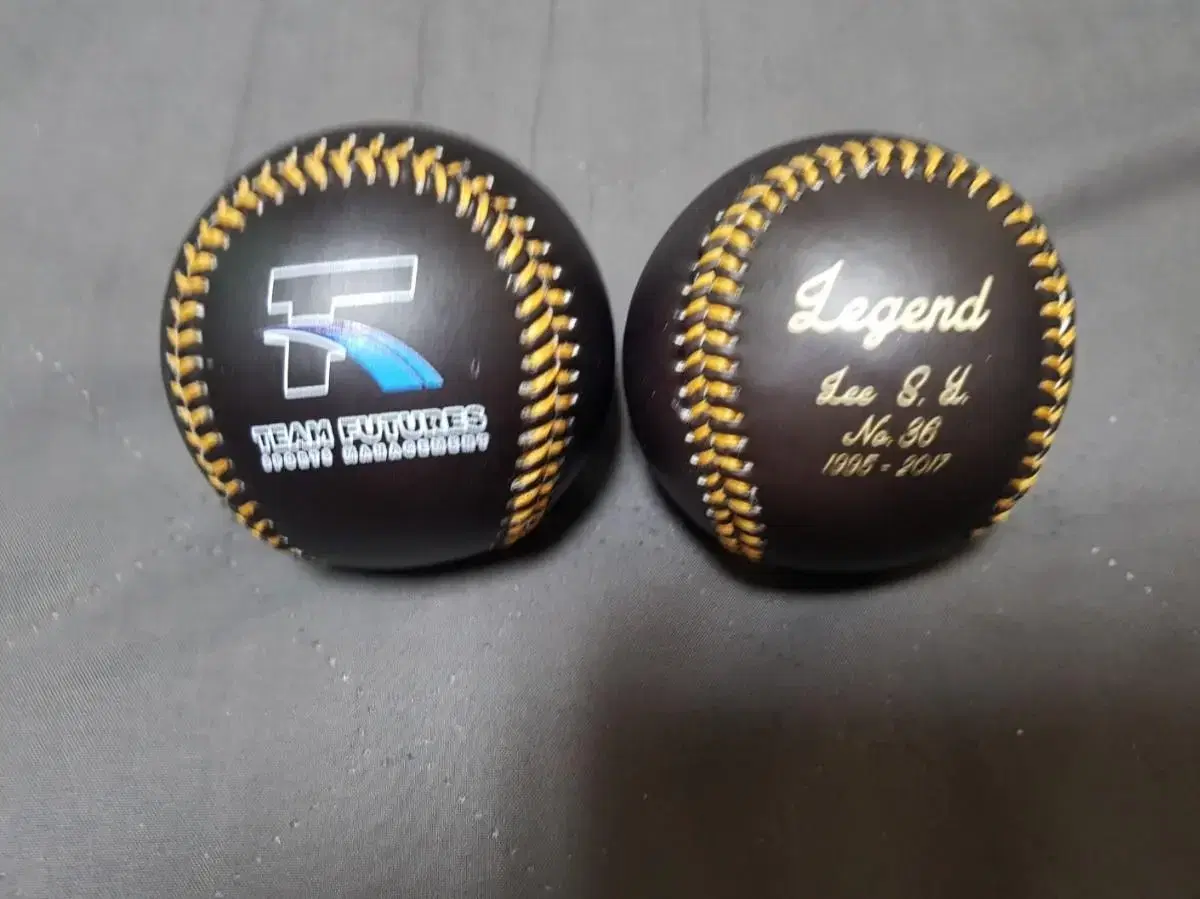 TEAM FUTURES
SPORTS MANAGEMENT
Legend
Lee S. Y.
No. 36
1995 - 2017